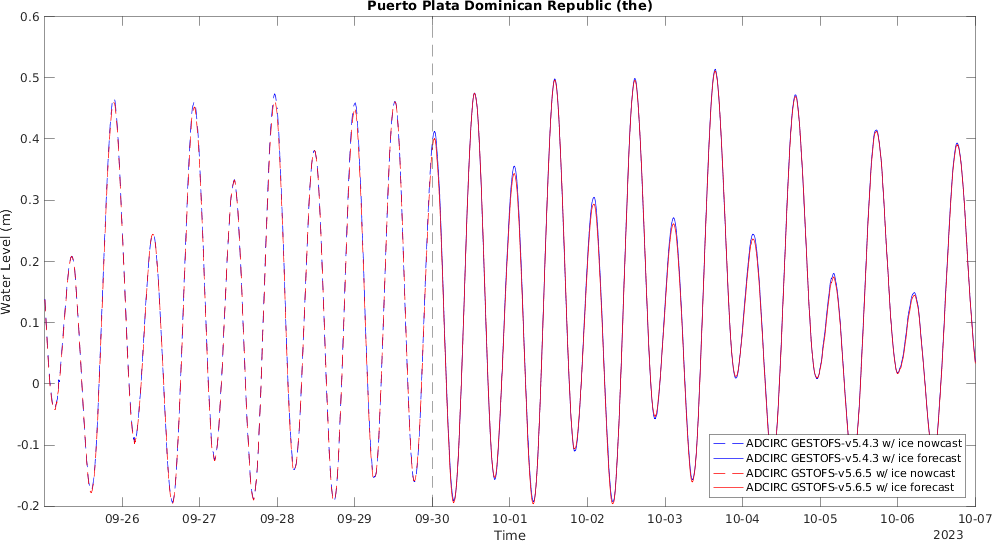 Puerto Plata Dominican Republic (the)
Water Level (m)
0.6
0.5
0.4
0.3
0.2
0.1
0
-0.1
-0.2
ADCIRC GESTOFS-v5.4.3 w/ ice nowcast
ADCIRC GESTOFS-v5.4.3 w/ ice forecast
ADCIRC GSTOFS-v5.6.5 w/ ice nowcast
ADCIRC GSTOFS-v5.6.5 w/ ice forecast
09-26 09-27 09-28 09-29 09-30 10-01 10-02 10-03 10-04 10-05 10-06 10-07
Time
2023